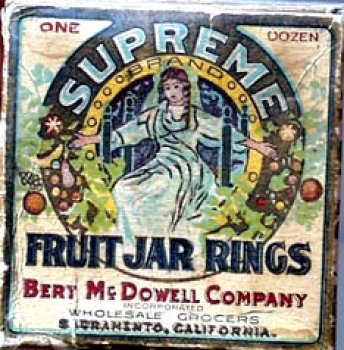 ONE DOZEN
SUPREME
BRAND
FRUIT JAR RINGS
BERT McDOWELL COMPANY
INCORPORATED
WHOLESALE GROCERS
SACRAMENTO, CALIFORNIA.